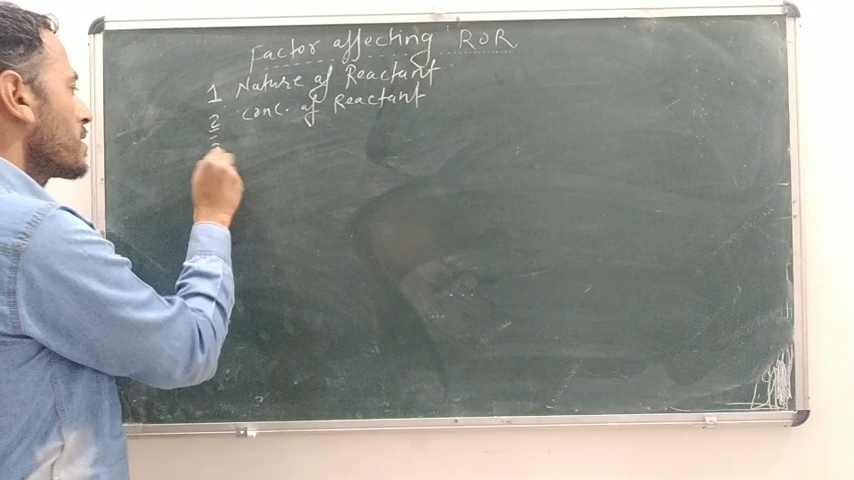 Factor affecting ROR
1 Nature of Reactant
2 Conc. of Reactant